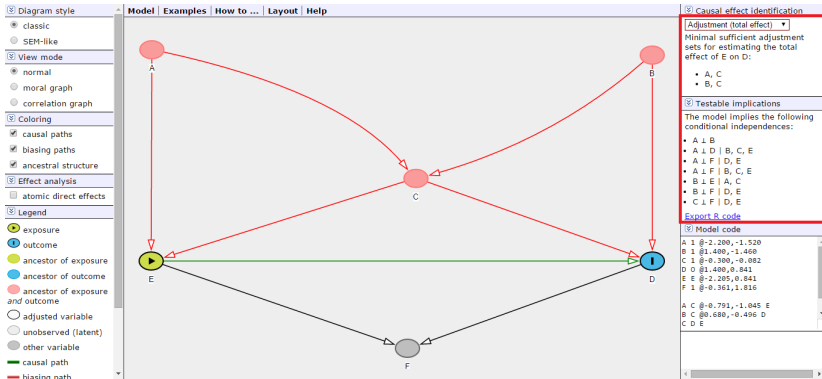 Diagram style
classic
SEM-like
View mode
normal
moral graph
correlation graph
Coloring
causal paths
biasing paths
ancestral structure
Effect analysis
atomic direct effects
Legend
exposure
outcome
ancestor of exposure
ancestor of outcome
ancestor of exposure
and outcome
adjusted variable
unobserved (latent)
other variable
causal path
biasing path
Model | Examples | How to ... | Layout | Help
A
B
C
E
D
F
Causal effect identification
Adjustment (total effect)
Minimal sufficient adjustment
sets for estimating the total
effect of E on D:
• A, C
• B, C
Testable implications
The model implies the following
conditional independences:
• A ⊥ B
• A ⊥ D | B, C, E
• A ⊥ F | D, E
• A ⊥ F | B, C, E
• B ⊥ E | A, C
• B ⊥ F | D, E
• C ⊥ F | D, E
Export R code
Model code
A 1 @-2.200,-1.520
B 1 @1.400,-1.460
C 1 @-0.300,-0.082
D O @1.400,0.841
E E @-2.205,0.841
F 1 @-0.361,1.816
A C @-0.791,-1.045 E
B C @0.680,-0.496 D
C D E